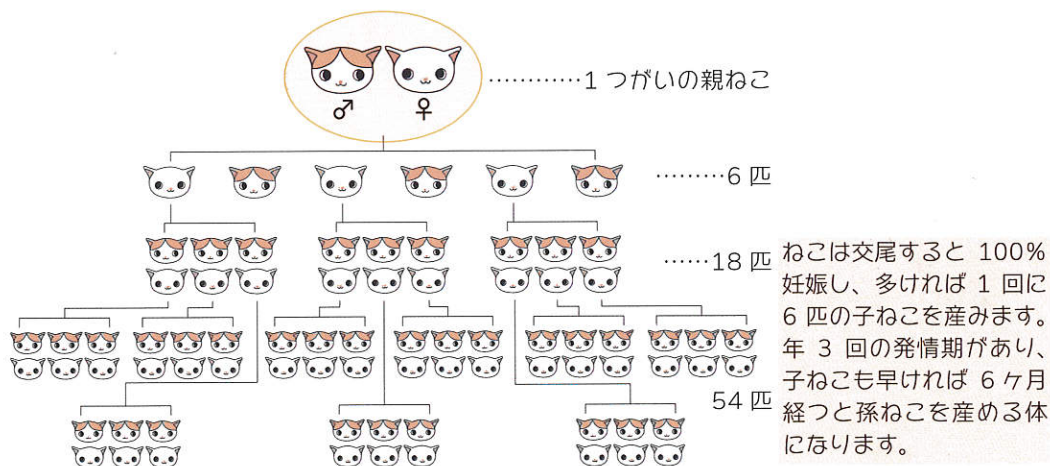 ♂ ♀ …………1 つがいの親ねこ
………6 匹
……18 匹
54 匹
ねこは交尾すると 100%
妊娠し、多ければ 1 回に
6 匹の子ねこを産みます。
年 3 回の発情期があり、
子ねこも早ければ 6 ヶ月
経つと孫ねこを産める体
になります。